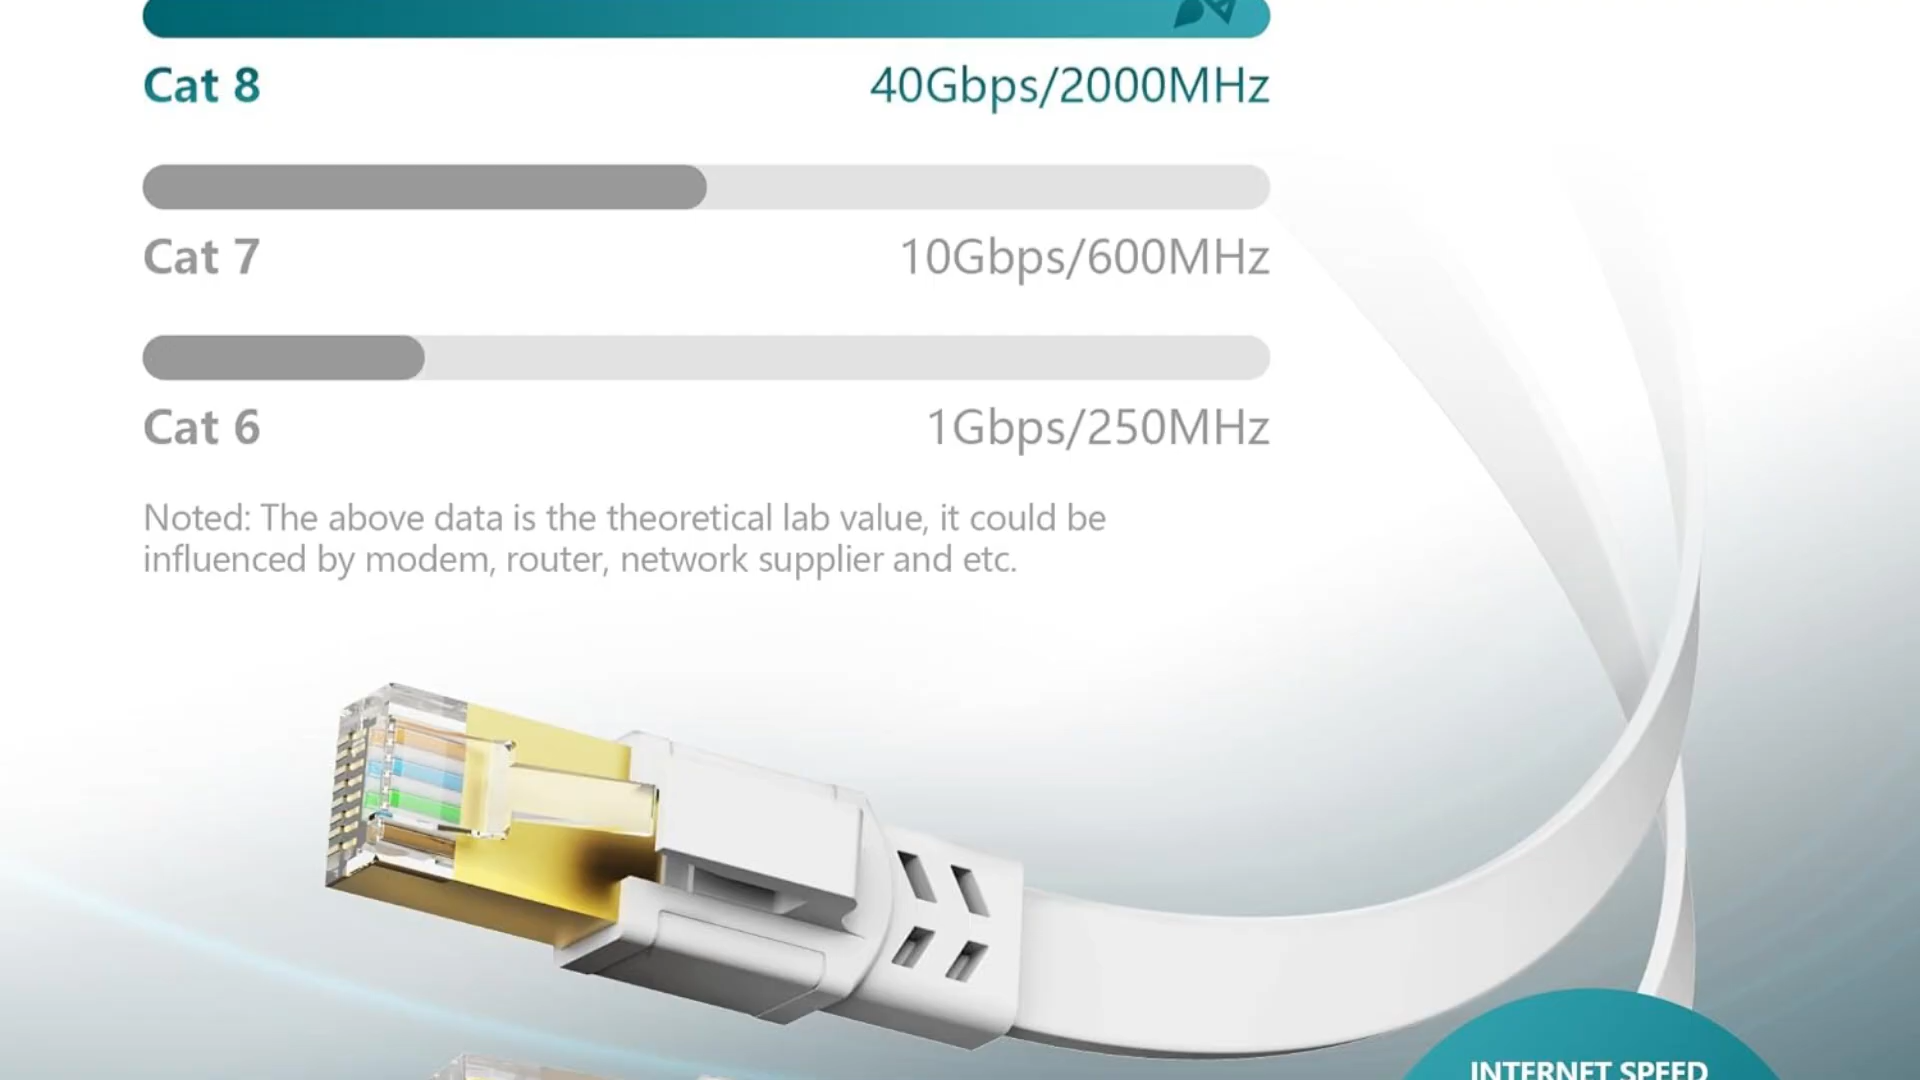 Cat 8
40Gbps/2000MHz
Cat 7
10Gbps/600MHz
Cat 6
1Gbps/250MHz
Noted: The above data is the theoretical lab value, it could be
influenced by modem, router, network supplier and etc.
INTERNET SPEED